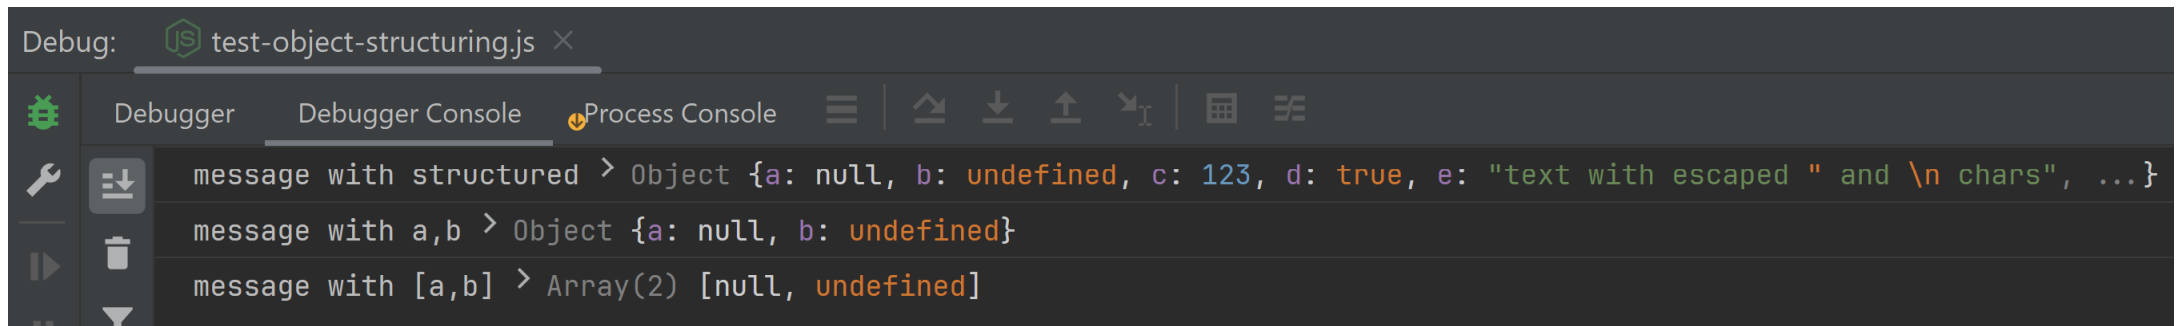 Debug: JS test-object-structuring.js
Debugger Debugger Console Process Console
message with structured > Object {a: null, b: undefined, c: 123, d: true, e: "text with escaped " and \n chars", ...}
message with a,b > Object {a: null, b: undefined}
message with [a,b] > Array(2) [null, undefined]